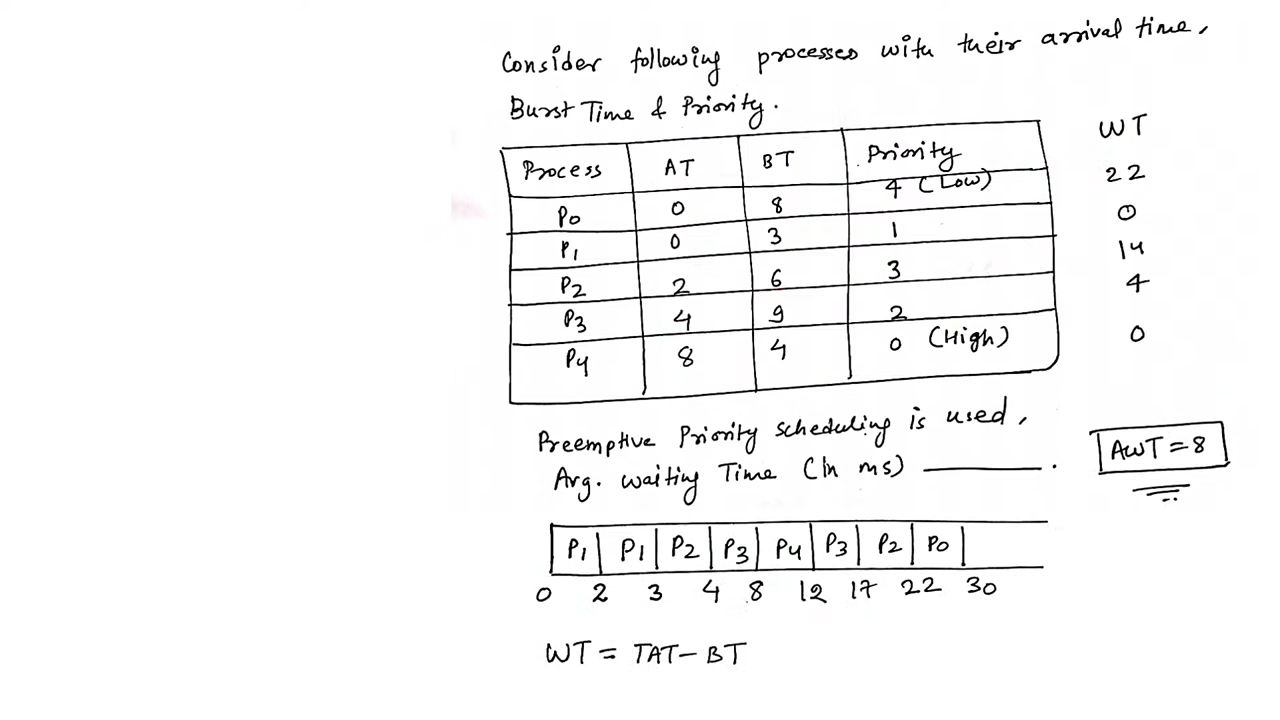 Consider following processes with their arrival time,
Burst Time & Priority.
Process AT BT Priority WT
P0 0 8 4 (Low) 22
P1 0 3 1 0
P2 2 6 3 14
P3 4 9 2 4
P4 8 4 0 (High) 0
Preemptive Priority scheduling is used,
Avg. waiting Time (In ms) ______.
AWT = 8
P1 P1 P2 P3 P4 P3 P2 P0
0 2 3 4 8 12 17 22 30
WT = TAT - BT